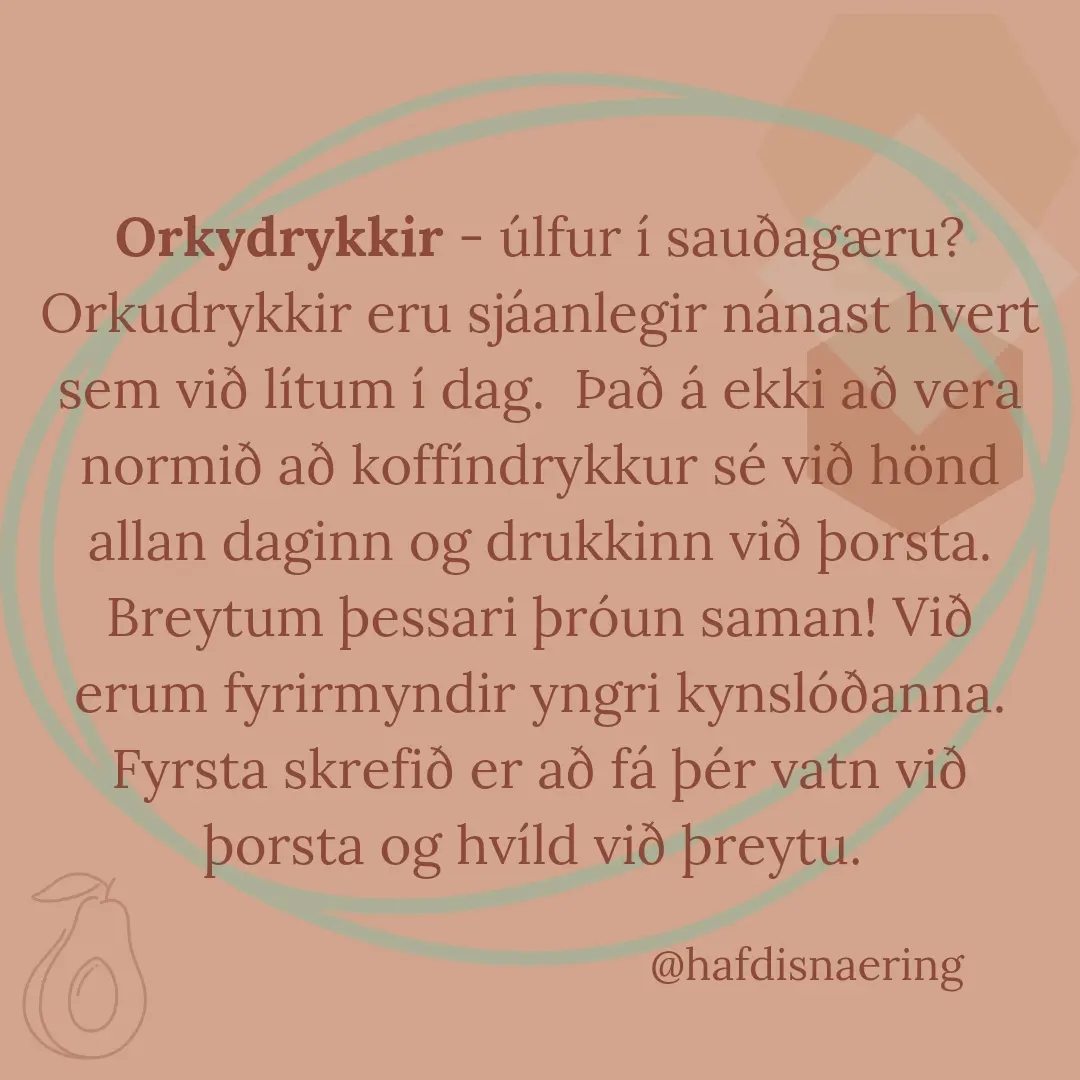 Orkydrykkir - úlfur í sauðagæru?
Orkudrykkir eru sjáanlegir nánast hvert
sem við lítum í dag.  Það á ekki að vera
normið að koffíndrykkur sé við hönd
allan daginn og drukkinn við þorsta.
Breytum þessari þróun saman! Við
erum fyrirmyndir yngri kynslóðanna.
Fyrsta skrefið er að fá þér vatn við
þorsta og hvíld við þreytu.
@hafdisnaering